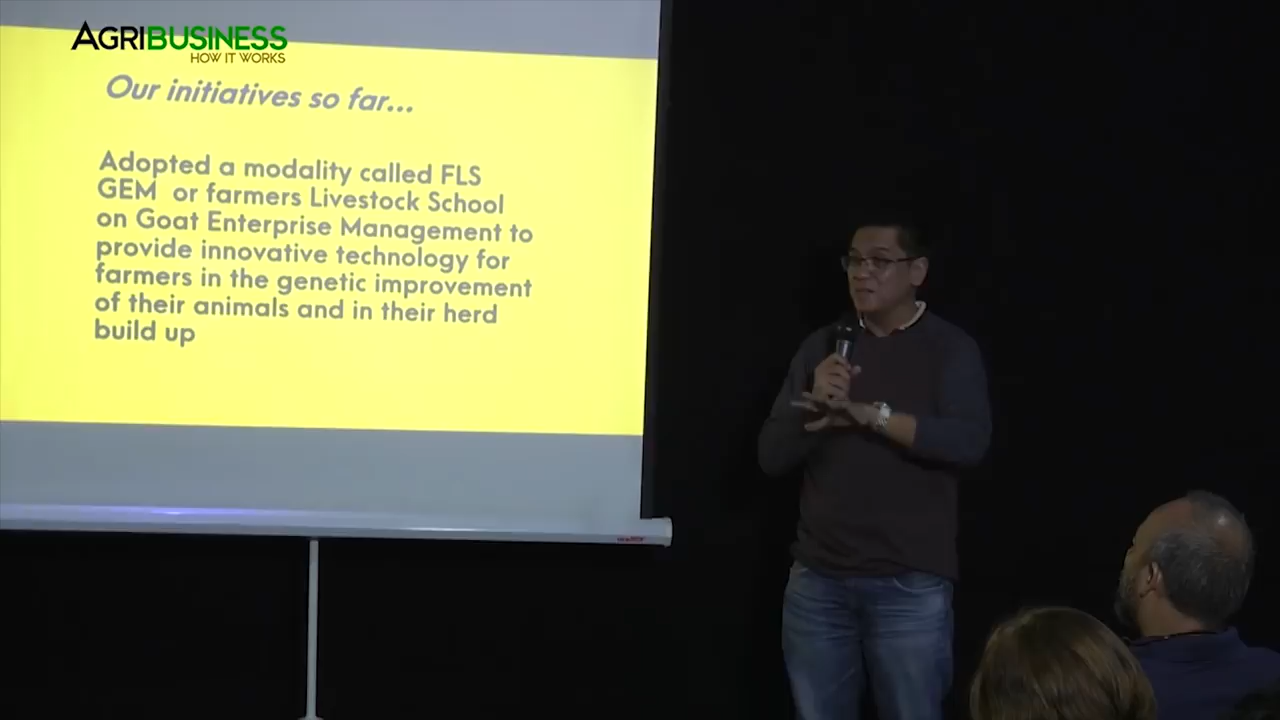 AGRIBUSINESS
HOW IT WORKS
Our initiatives so far...
Adopted a modality called FLS
GEM or farmers Livestock School
on Goat Enterprise Management to
provide innovative technology for
farmers in the genetic improvement
of their animals and in their herd
build up